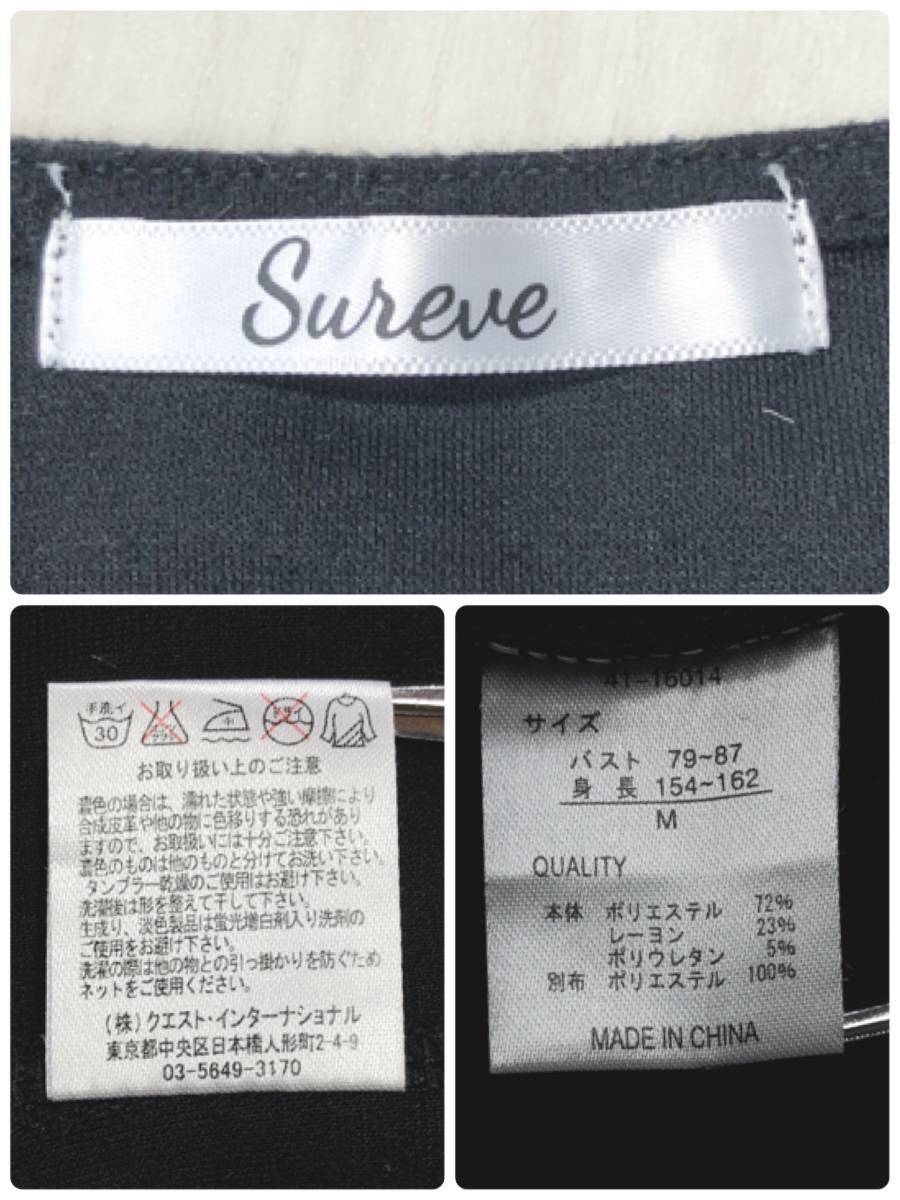 Sureve
手洗イ
30
エンソ
サラシ
中
ドライ
お取り扱い上のご注意
濃色の場合は、濡れた状態や強い摩擦により
合成皮革や他の物に色移りする恐れがあり
ますので、お取扱いには十分ご注意下さい。
濃色のものは他のものと分けてお洗い下さい。
タンブラー乾燥のご使用はお避け下さい。
洗濯後は形を整えて干して下さい。
生成り、淡色製品は蛍光増白剤入り洗剤の
ご使用をお避け下さい。
洗濯の際は他の物との引っ掛かりを防ぐため
ネットをご使用ください。
(株)クエスト・インターナショナル
東京都中央区日本橋人形町2-4-9
03-5649-3170
41-16014
サイズ
バスト 79~87
身長 154~162
M
QUALITY
本体 ポリエステル 72%
レーヨン 23%
ポリウレタン 5%
別布 ポリエステル 100%
MADE IN CHINA